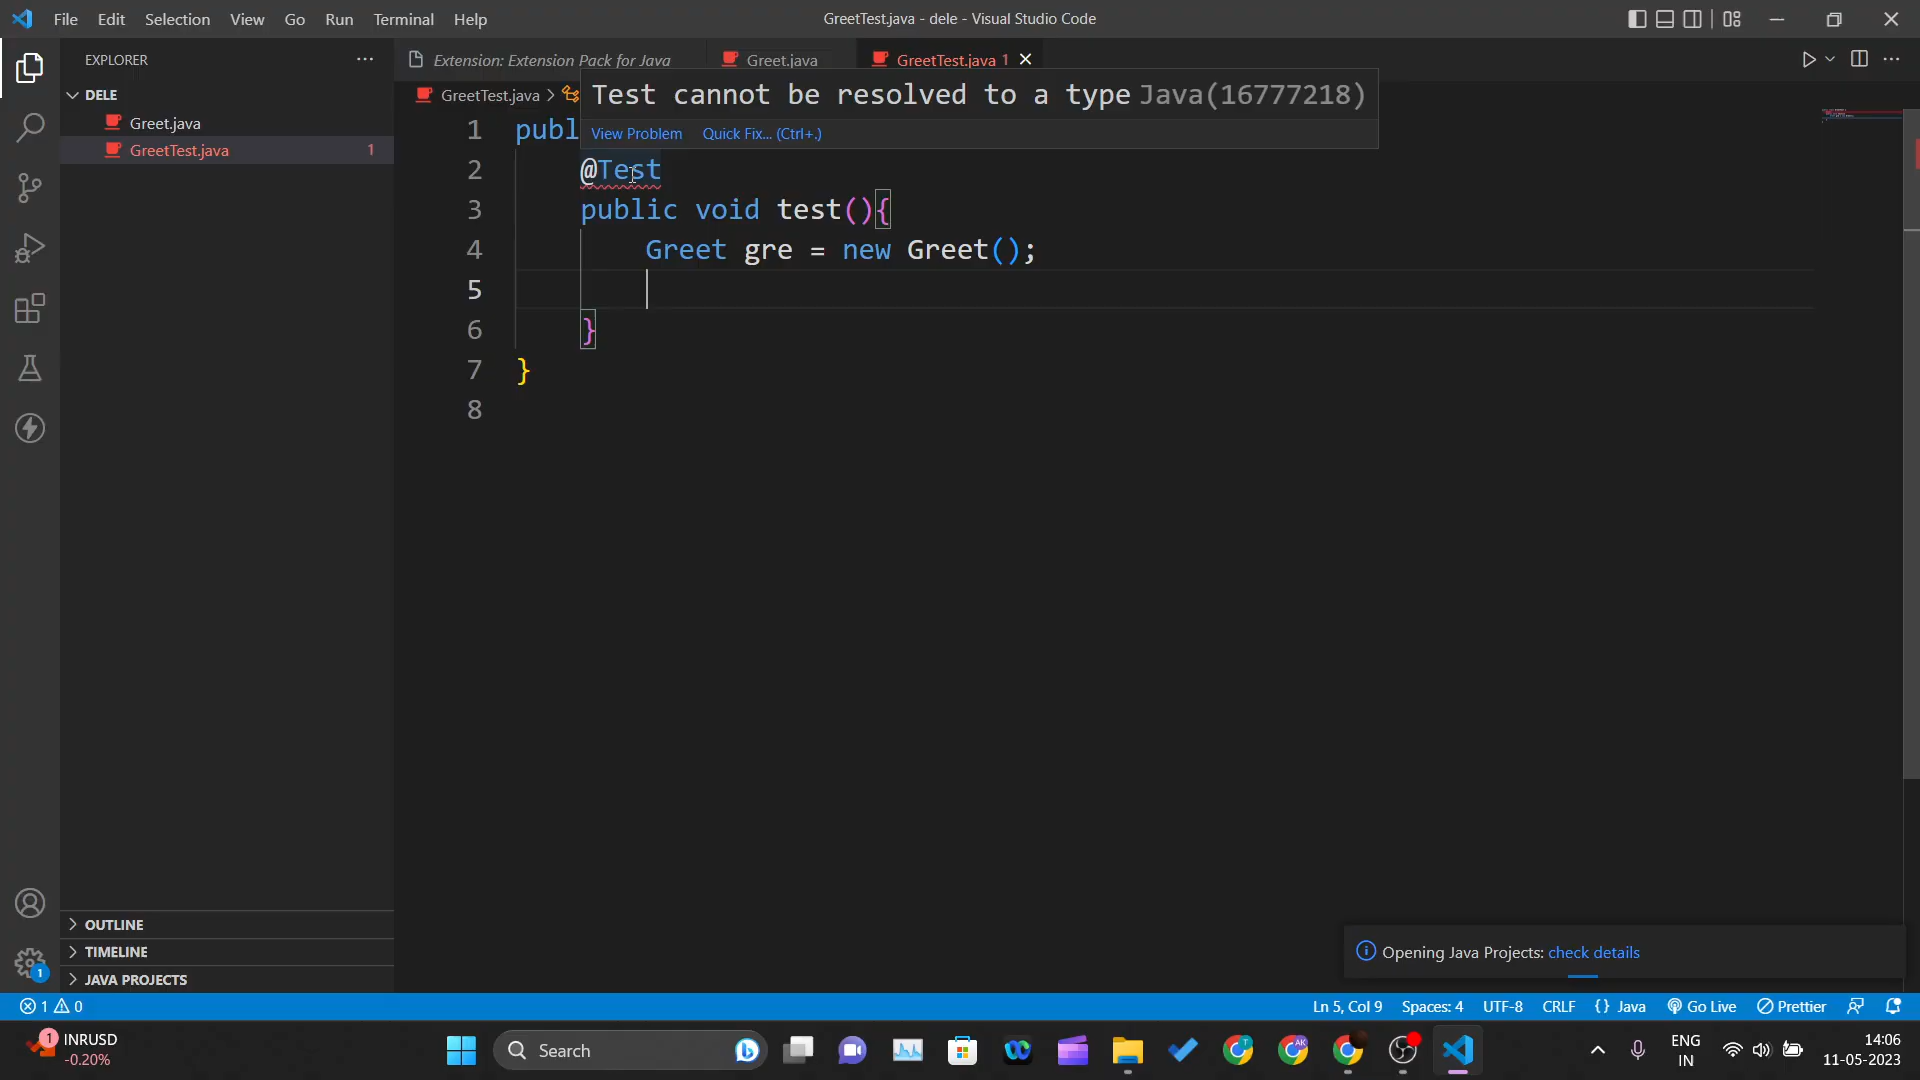 File Edit Selection View Go Run Terminal Help
GreetTest.java - dele - Visual Studio Code
EXPLORER
DELE
Greet.java
GreetTest.java 1
Extension: Extension Pack for Java
Greet.java
GreetTest.java 1
GreetTest.java
Test cannot be resolved to a type Java(16777218)
View Problem Quick Fix... (Ctrl+.)
1 publ
2 @Test
3 public void test(){
4 Greet gre = new Greet();
5
6 }
7 }
8
OUTLINE
TIMELINE
JAVA PROJECTS
1
Opening Java Projects: check details
1 0
Ln 5, Col 9 Spaces: 4 UTF-8 CRLF {} Java Go Live Prettier
1
INRUSD
-0.20%
Search
T
AK
ENG
IN
14:06
11-05-2023